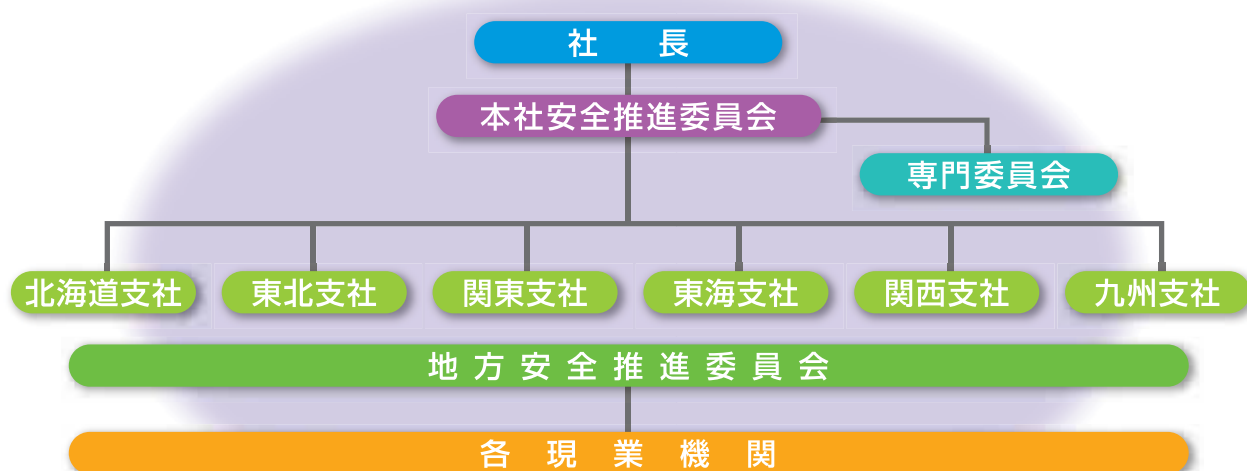 社長
本社安全推進委員会
専門委員会
北海道支社
東北支社
関東支社
東海支社
関西支社
九州支社
地方安全推進委員会
各現業機関